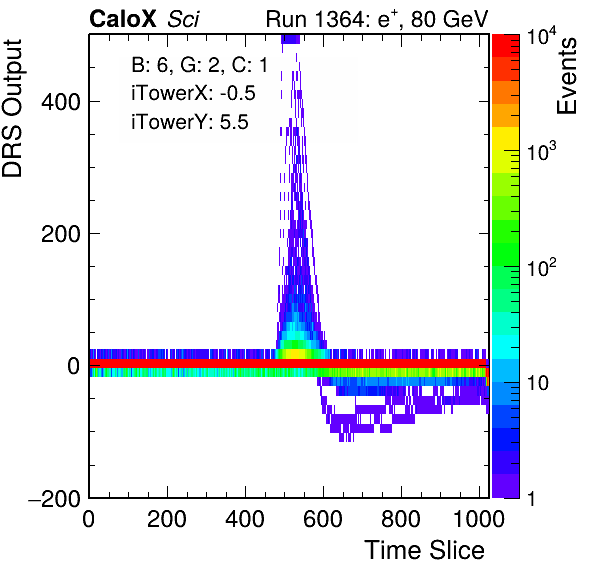 CaloX Sci
Run 1364: e⁺, 80 GeV
B: 6, G: 2, C: 1
iTowerX: -0.5
iTowerY: 5.5
DRS Output
400
200
0
−200
0
200
400
600
800
1000
Time Slice
10⁴
10³
10²
10
1
Events